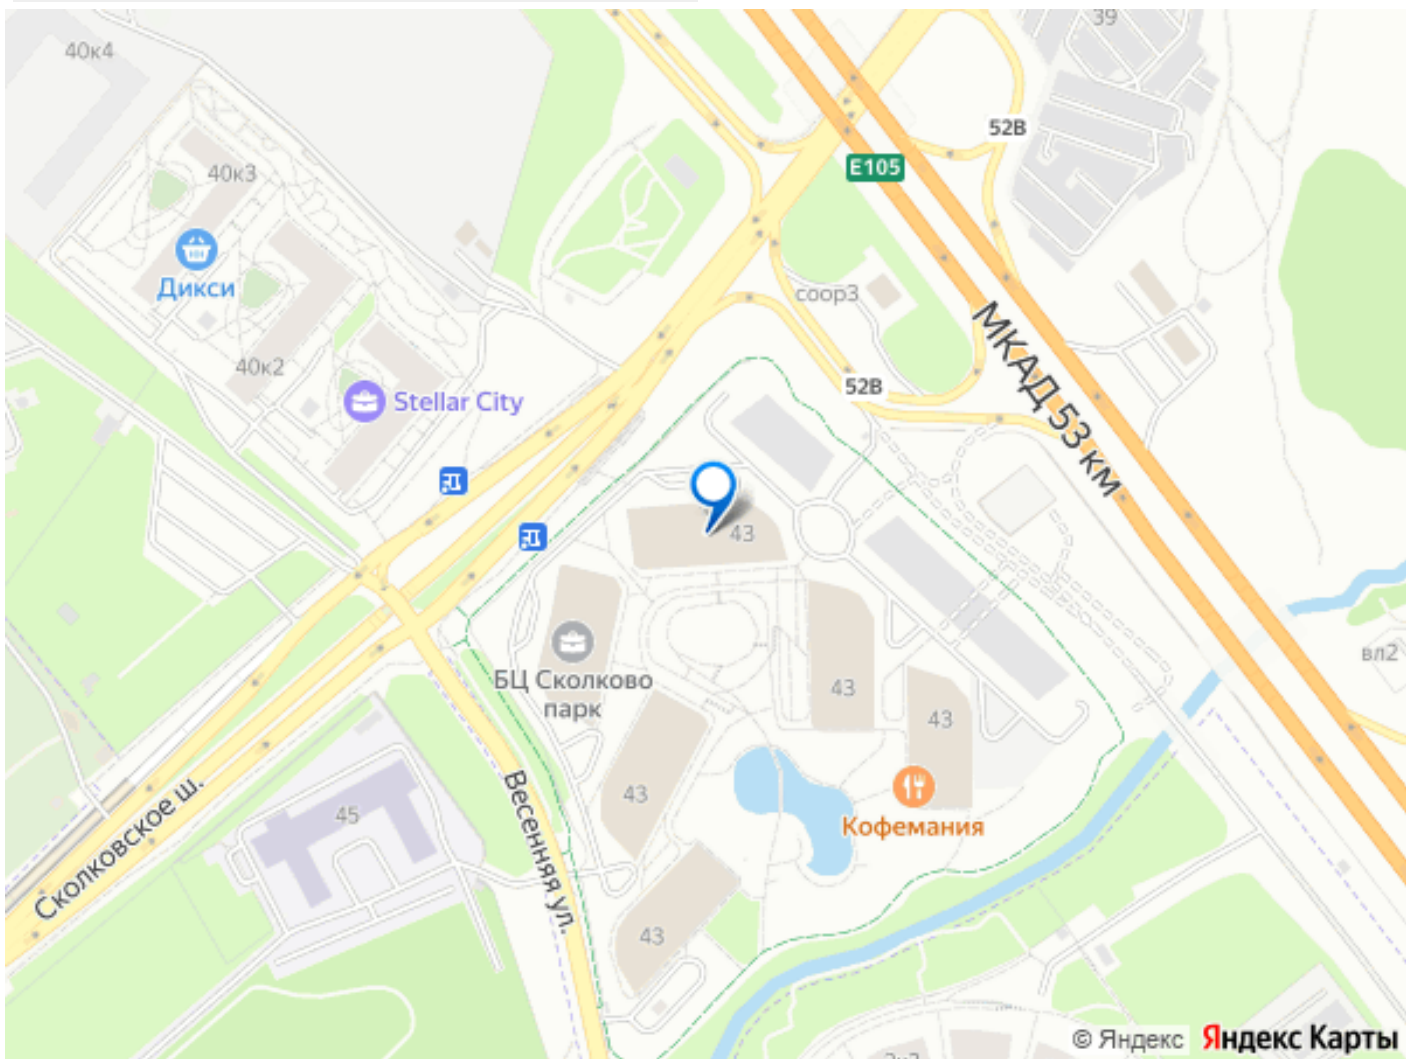 39
40к4
52В
E105
40к3
Дикси
соор3
МКАД 53 км
40к2
52В
Stellar City
43
вл2
БЦ Сколково
парк
43
43
Сколковское ш.
Весенняя ул.
43
45
Кофемания
43
© Яндекс
Яндекс Карты